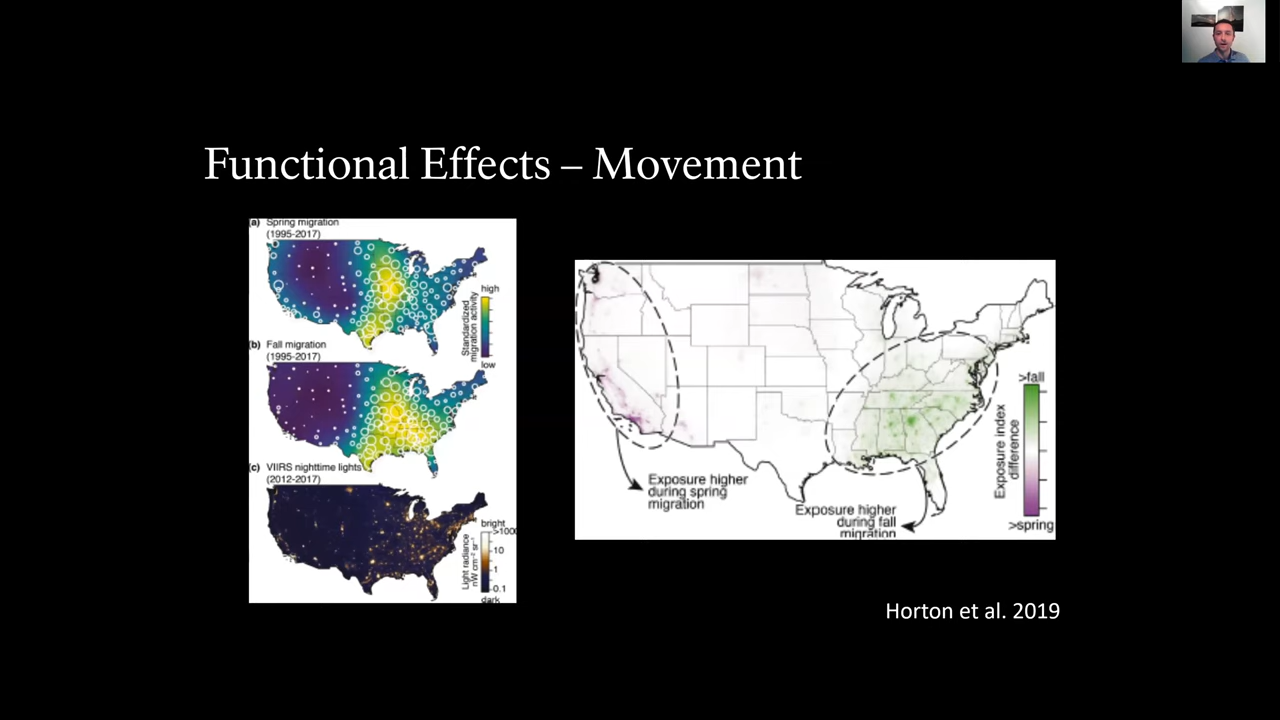 Functional Effects – Movement
(a) Spring migration
(1995-2017)
high
Standardized
migration activity
low
(b) Fall migration
(1995-2017)
(c) VIIRS nighttime lights
(2012-2017)
bright
>1000
10
1
0.1
Light radiance
nW cm⁻² sr⁻¹
dark
>fall
Exposure index
difference
>spring
Exposure higher
during spring
migration
Exposure higher
during fall
migration
Horton et al. 2019